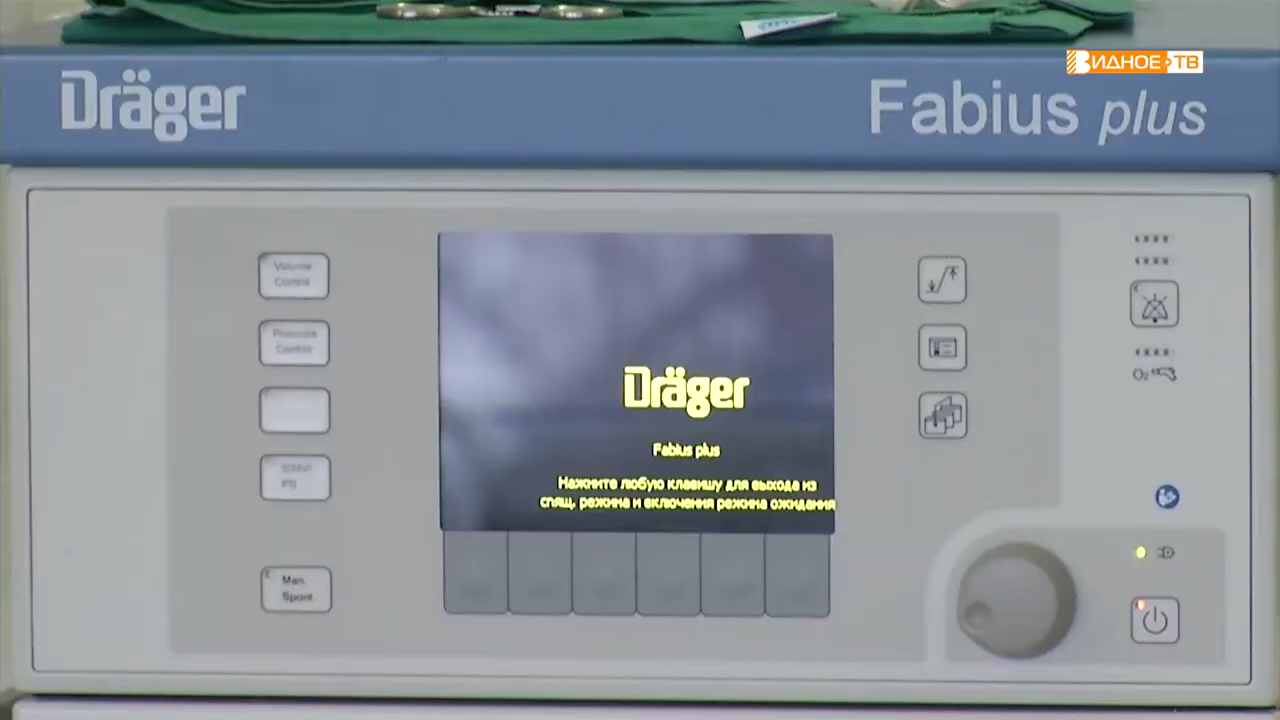 ВИДНОЕ ТВ
Dräger
Fabius plus
Volume
Control
Pressure
Control
SIMV/
PS
Man.
Spont.
Dräger
Fabius plus
Нажмите любую клавишу для выхода из
спящ. режима и включения режима ожидания
O₂